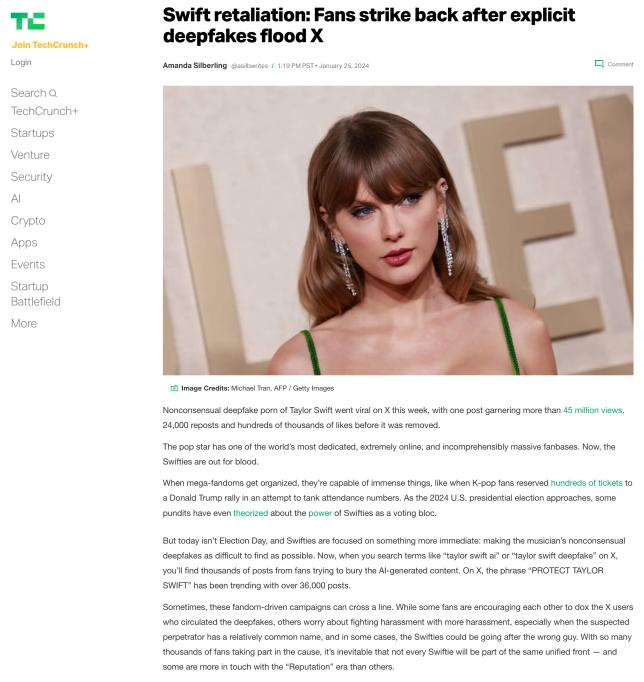 TC
Join TechCrunch+
Login
Search
TechCrunch+
Startups
Venture
Security
AI
Crypto
Apps
Events
Startup
Battlefield
More
Swift retaliation: Fans strike back after explicit
deepfakes flood X
Amanda Silberling @asilbwrites / 1:19 PM PST • January 25, 2024
Comment
Image Credits: Michael Tran, AFP / Getty Images
Nonconsensual deepfake porn of Taylor Swift went viral on X this week, with one post garnering more than 45 million views,
24,000 reposts and hundreds of thousands of likes before it was removed.
The pop star has one of the world's most dedicated, extremely online, and incomprehensibly massive fanbases. Now, the
Swifties are out for blood.
When mega-fandoms get organized, they're capable of immense things, like when K-pop fans reserved hundreds of tickets to
a Donald Trump rally in an attempt to tank attendance numbers. As the 2024 U.S. presidential election approaches, some
pundits have even theorized about the power of Swifties as a voting bloc.
But today isn't Election Day, and Swifties are focused on something more immediate: making the musician's nonconsensual
deepfakes as difficult to find as possible. Now, when you search terms like “taylor swift ai” or “taylor swift deepfake” on X,
you'll find thousands of posts from fans trying to bury the AI-generated content. On X, the phrase “PROTECT TAYLOR
SWIFT” has been trending with over 36,000 posts.
Sometimes, these fandom-driven campaigns can cross a line. While some fans are encouraging each other to dox the X users
who circulated the deepfakes, others worry about fighting harassment with more harassment, especially when the suspected
perpetrator has a relatively common name, and in some cases, the Swifties could be going after the wrong guy. With so many
thousands of fans taking part in the cause, it's inevitable that not every Swiftie will be part of the same unified front — and
some are more in touch with the “Reputation” era than others.